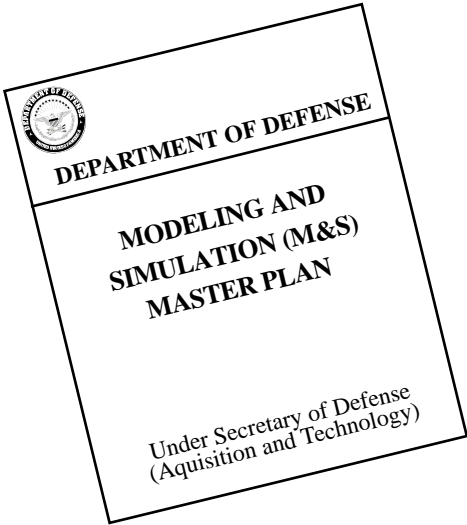 DEPARTMENT OF DEFENSE
MODELING AND
SIMULATION (M&S)
MASTER PLAN
Under Secretary of Defense
(Aquisition and Technology)